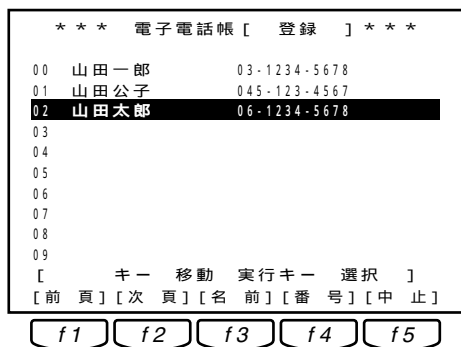 * * * 電子電話帳 [ 登録 ] * * *
00 山田一郎 03-1234-5678
01 山田公子 045-123-4567
02 山田太郎 06-1234-5678
03
04
05
06
07
08
09
[ キー 移動 実行キー 選択 ]
[前 頁] [次 頁] [名 前] [番 号] [中 止]
f1 f2 f3 f4 f5